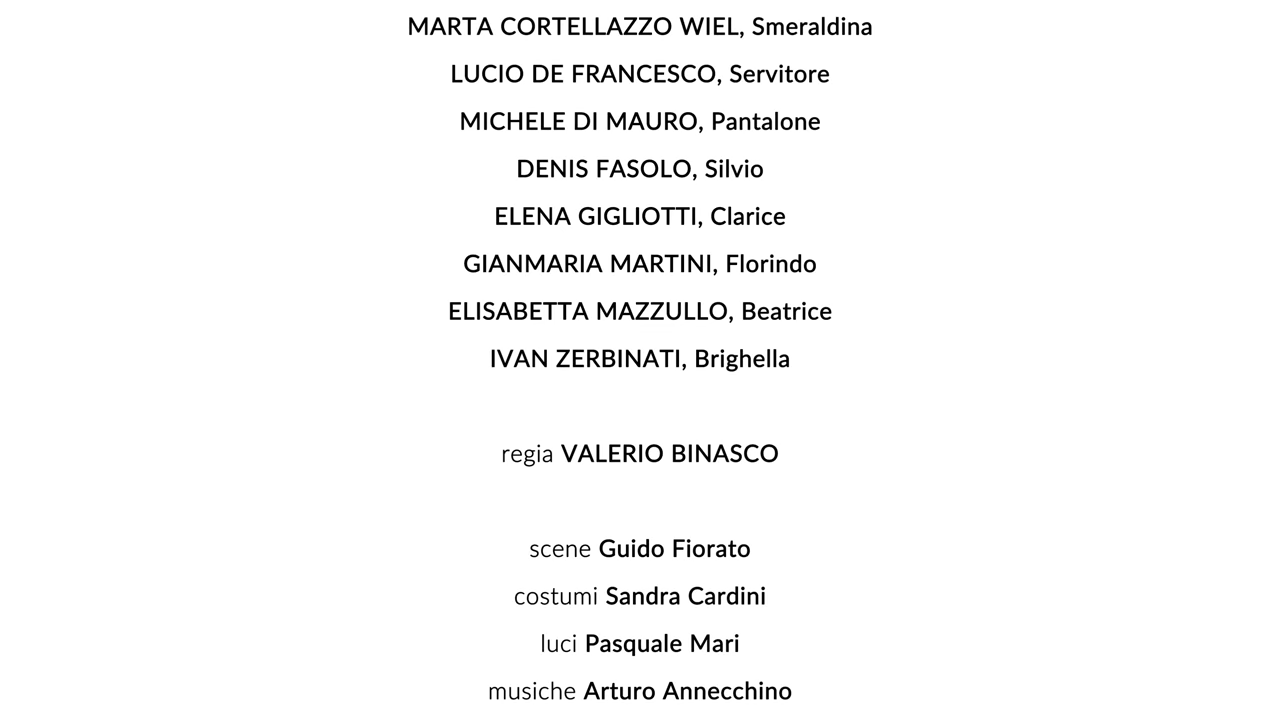 MARTA CORTELLAZZO WIEL, Smeraldina
LUCIO DE FRANCESCO, Servitore
MICHELE DI MAURO, Pantalone
DENIS FASOLO, Silvio
ELENA GIGLIOTTI, Clarice
GIANMARIA MARTINI, Florindo
ELISABETTA MAZZULLO, Beatrice
IVAN ZERBINATI, Brighella
regia VALERIO BINASCO
scene Guido Fiorato
costumi Sandra Cardini
luci Pasquale Mari
musiche Arturo Annecchino